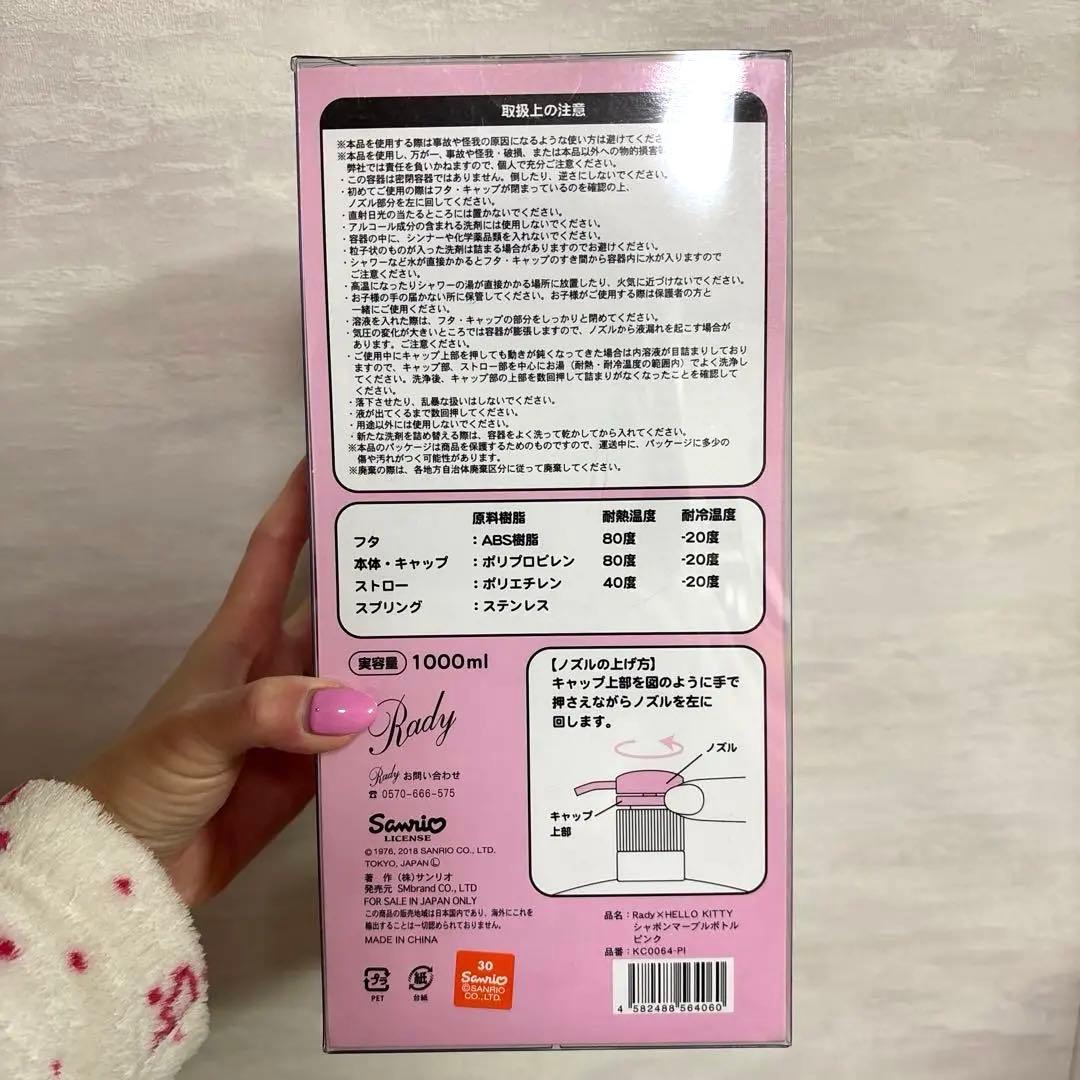 取扱上の注意
※本品を使用する際は事故や怪我の原因になるような使い方は避けてくださ
※本品を使用し、万が一、事故や怪我・破損、または本品以外への物的損害
弊社では責任を負いかねますので、個人で充分ご注意ください。
・この容器は密閉容器ではありません。倒したり、逆さにしないでください。
・初めてご使用の際はフタ・キャップが閉まっているのを確認の上、
ノズル部分を左に回してください。
・直射日光の当たるところには置かないでください。
・アルコール成分の含まれる洗剤には使用しないでください。
・容器の中に、シンナーや化学薬品類を入れないでください。
・粒子状のものが入った洗剤は詰まる場合がありますのでお避けください。
・シャワーなど水が直接かかるとフタ・キャップのすき間から容器内に水が入りますので
ご注意ください。
・高温になったりシャワーの湯が直接かかる場所に放置したり、火気に近づけないでください。
・お子様の手の届かない所に保管してください。お子様がご使用する際は保護者の方と
一緒にご使用ください。
・溶液を入れた際は、フタ・キャップの部分をしっかりと閉めてください。
・気圧の変化が大きいところでは容器が膨張しますので、ノズルから液漏れを起こす場合が
あります。ご注意ください。
・ご使用中にキャップ上部を押しても動きが鈍くなってきた場合は内溶液が目詰まりしており
ますので、キャップ部、ストロー部を中心にお湯（耐熱・耐冷温度の範囲内）でよく洗浄し
てください。洗浄後、キャップ部の上部を数回押して詰まりがなくなったことを確認して
ください。
・落下させたり、乱暴な扱いはしないでください。
・液が出てくるまで数回押してください。
・用途以外には使用しないでください。
・新たな洗剤を詰め替える際は、容器をよく洗って乾かしてから入れてください。
※本品のパッケージは商品を保護するためのものですので、運送中に、パッケージに多少の
傷や汚れがつく可能性があります。
※廃棄の際は、各地方自治体廃棄区分に従って廃棄してください。
原料樹脂 耐熱温度 耐冷温度
フタ :ABS樹脂 80度 -20度
本体・キャップ :ポリプロピレン 80度 -20度
ストロー :ポリエチレン 40度 -20度
スプリング :ステンレス
実容量 1000ml
Rady
Rady お問い合わせ
☎ 0570-666-575
Sanrio
LICENSE
©1976, 2018 SANRIO CO., LTD.
TOKYO, JAPAN Ⓛ
著 作 (株)サンリオ
発売元 SMbrand CO., LTD
FOR SALE IN JAPAN ONLY
この商品の販売地域は日本国内であり、海外にこれを
輸出することは一切認められておりません。
MADE IN CHINA
プラ
PET
紙
台紙
30
Sanrio
©SANRIO
CO., LTD.
【ノズルの上げ方】
キャップ上部を図のように手で
押さえながらノズルを左に
回します。
ノズル
キャップ
上部
品名：Rady×HELLO KITTY
シャボンマーブルボトル
ピンク
品番：KC0064-PI
4 582488 564060